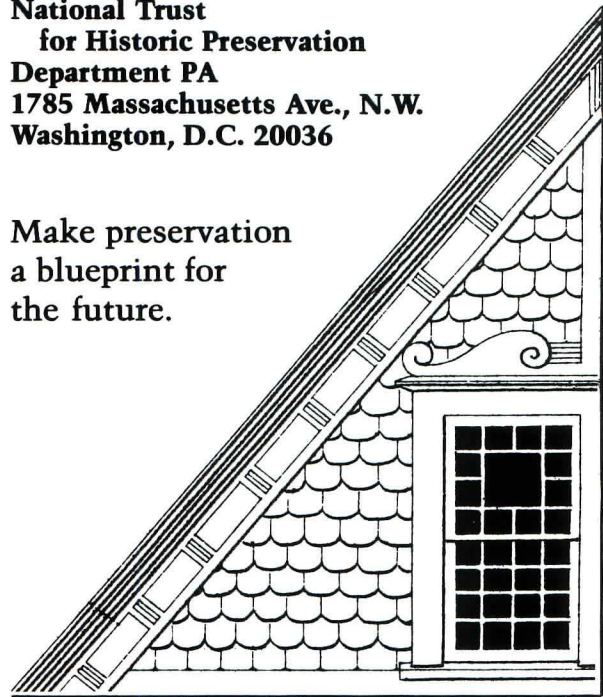 National Trust
for Historic Preservation
Department PA
1785 Massachusetts Ave., N.W.
Washington, D.C. 20036
Make preservation
a blueprint for
the future.